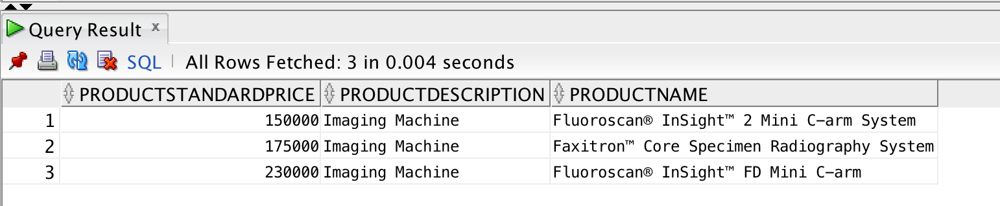 Query Result x
SQL | All Rows Fetched: 3 in 0.004 seconds
PRODUCTSTANDARDPRICE PRODUCTDESCRIPTION PRODUCTNAME
1 150000 Imaging Machine Fluoroscan® InSight™ 2 Mini C-arm System
2 175000 Imaging Machine Faxitron™ Core Specimen Radiography System
3 230000 Imaging Machine Fluoroscan® InSight™ FD Mini C-arm